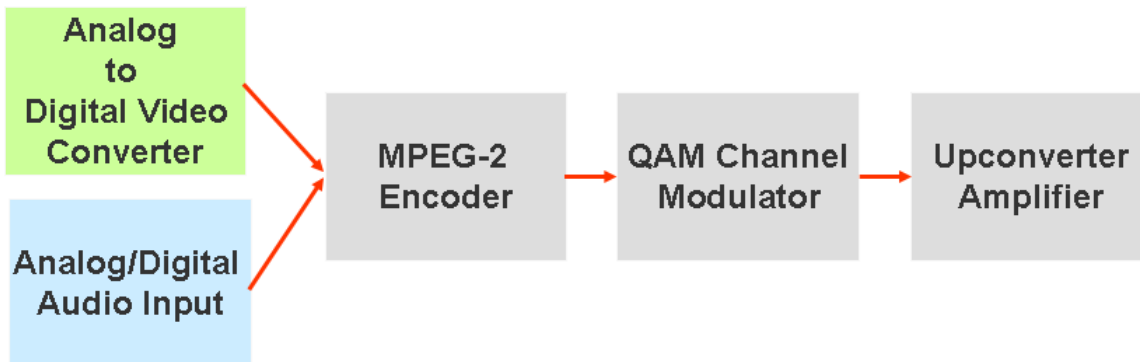 Analog
to
Digital Video
Converter
Analog/Digital
Audio Input
MPEG-2
Encoder
QAM Channel
Modulator
Upconverter
Amplifier